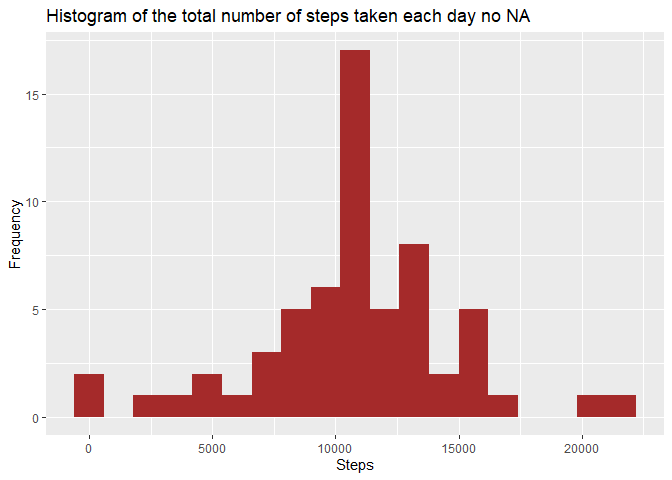 Histogram of the total number of steps taken each day no NA
Frequency
15
10
5
0
0 5000 10000 15000 20000
Steps